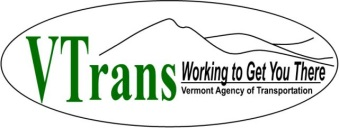 VTrans
Working to Get You There
Vermont Agency of Transportation